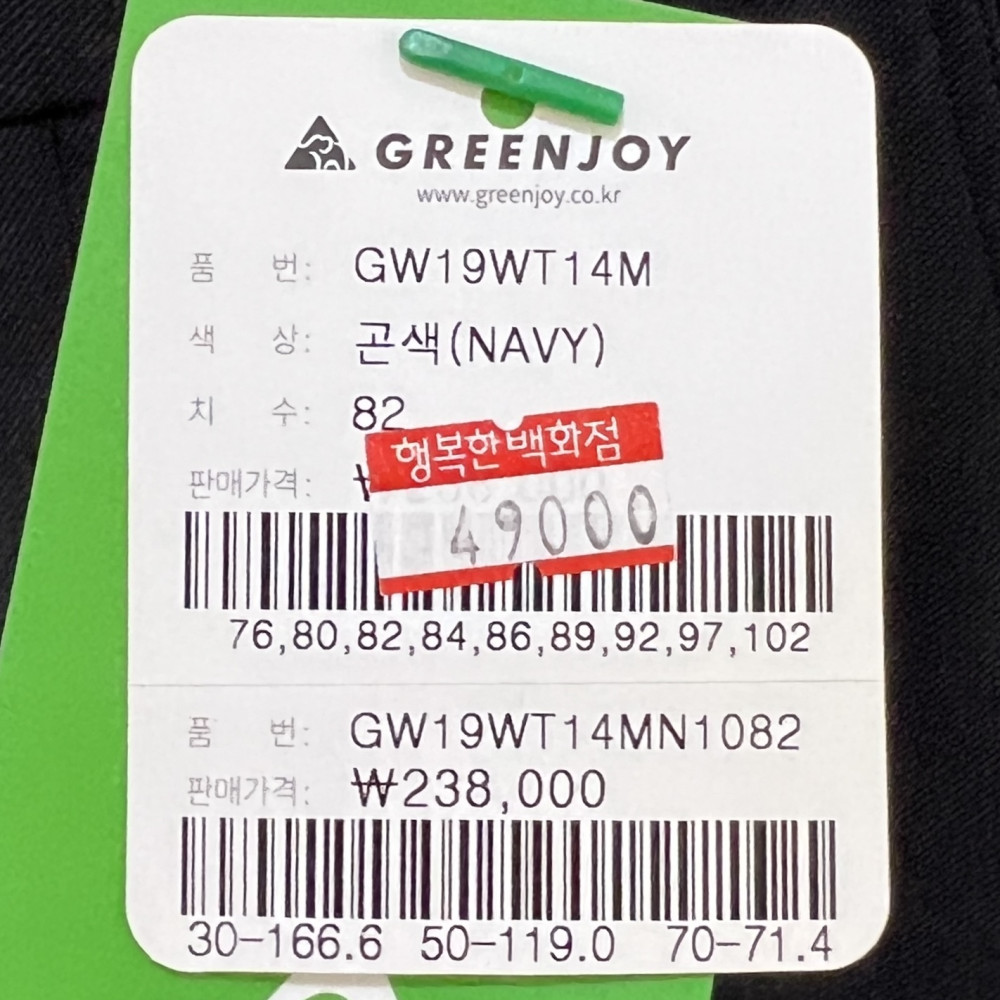 GREENJOY
www.greenjoy.co.kr
품 번: GW19WT14M
색 상: 곤색(NAVY)
치 수: 82
행복한백화점
판매가격: ₩
49000
76,80,82,84,86,89,92,97,102
품 번: GW19WT14MN1082
판매가격: ₩238,000
30-166.6 50-119.0 70-71.4